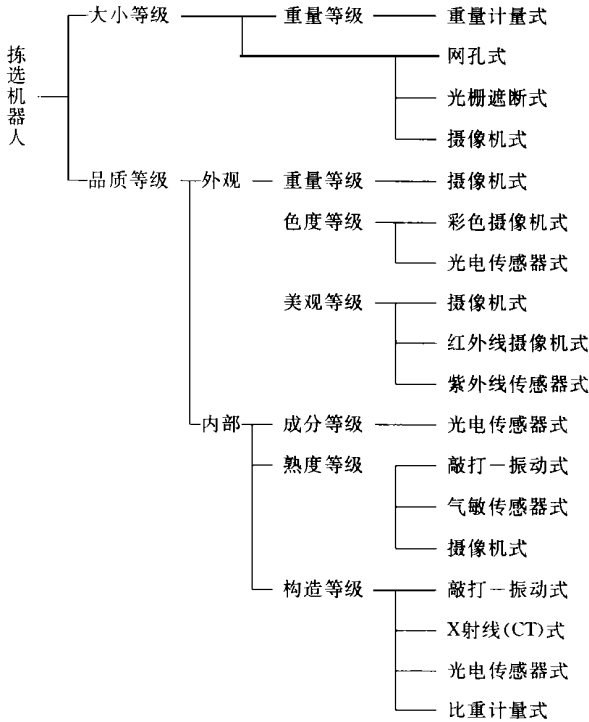 拣选机器人
大小等级 重量等级 重量计量式
网孔式
光栅遮断式
摄像机式
品质等级 外观 重量等级 摄像机式
色度等级 彩色摄像机式
光电传感器式
美观等级 摄像机式
红外线摄像机式
紫外线传感器式
内部 成分等级 光电传感器式
熟度等级 敲打－振动式
气敏传感器式
摄像机式
构造等级 敲打－振动式
X射线(CT)式
光电传感器式
比重计量式